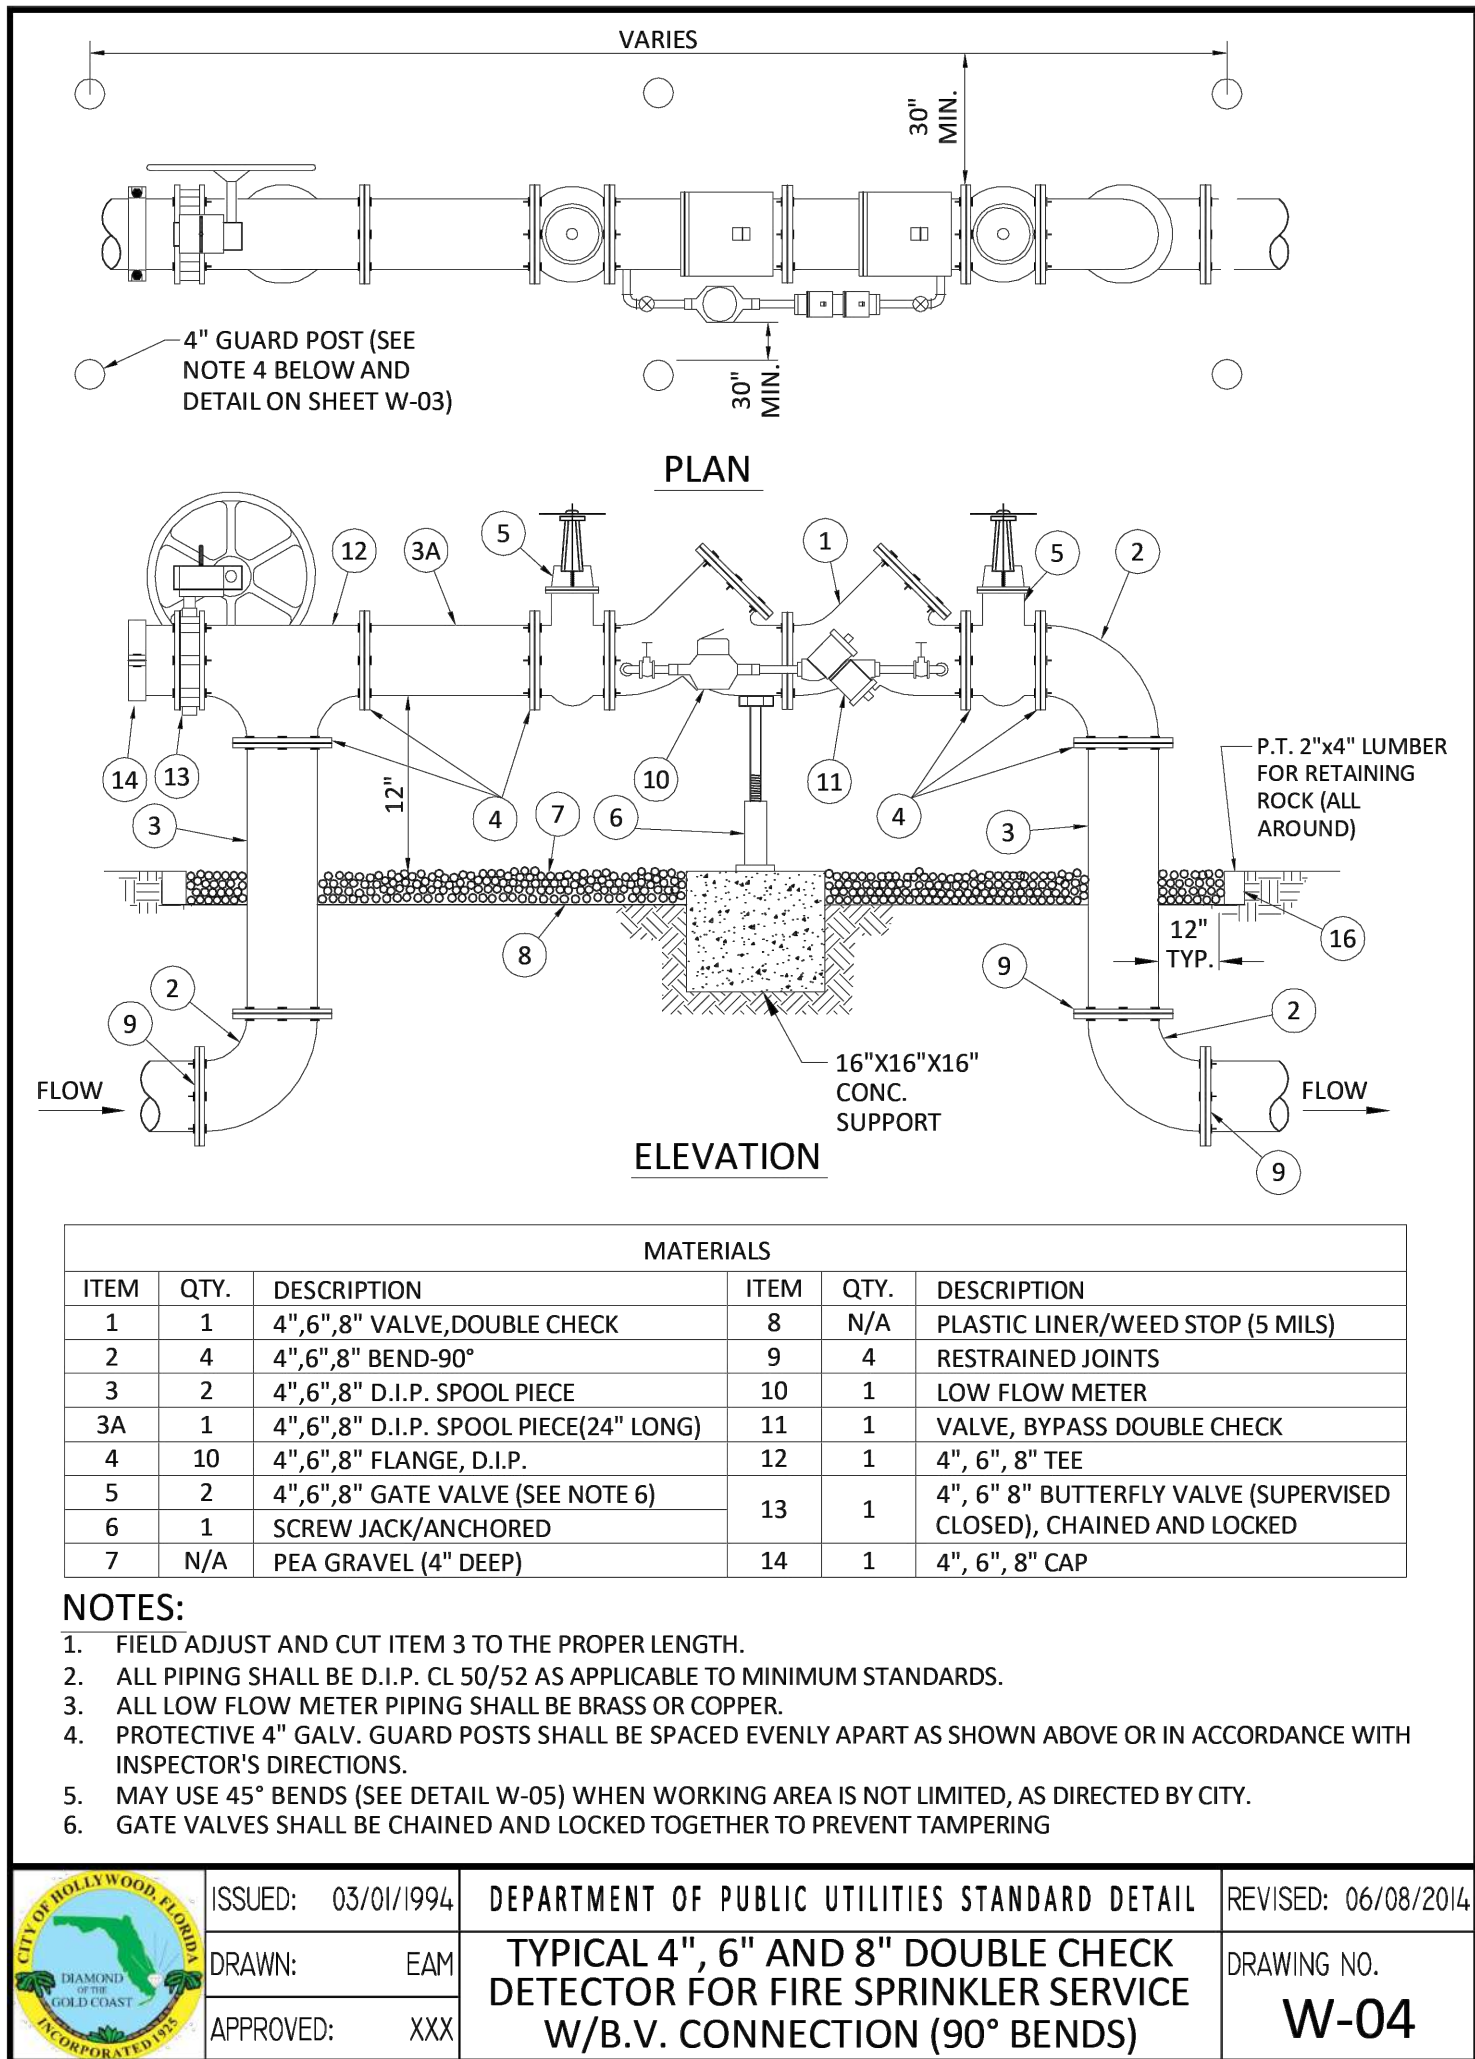 VARIES
30"
MIN.
4" GUARD POST (SEE
NOTE 4 BELOW AND
DETAIL ON SHEET W-03)
30"
MIN.
PLAN
12
3A
5
1
5
2
14
13
10
11
12"
3
4
7
6
4
3
P.T. 2"x4" LUMBER
FOR RETAINING
ROCK (ALL
AROUND)
8
12"
TYP.
16
2
9
9
2
FLOW
16"X16"X16"
CONC.
SUPPORT
FLOW
9
ELEVATION
MATERIALS
ITEM QTY. DESCRIPTION ITEM QTY. DESCRIPTION
1 1 4",6",8" VALVE,DOUBLE CHECK 8 N/A PLASTIC LINER/WEED STOP (5 MILS)
2 4 4",6",8" BEND-90° 9 4 RESTRAINED JOINTS
3 2 4",6",8" D.I.P. SPOOL PIECE 10 1 LOW FLOW METER
3A 1 4",6",8" D.I.P. SPOOL PIECE(24" LONG) 11 1 VALVE, BYPASS DOUBLE CHECK
4 10 4",6",8" FLANGE, D.I.P. 12 1 4", 6", 8" TEE
5 2 4",6",8" GATE VALVE (SEE NOTE 6) 13 1 4", 6" 8" BUTTERFLY VALVE (SUPERVISED
6 1 SCREW JACK/ANCHORED CLOSED), CHAINED AND LOCKED
7 N/A PEA GRAVEL (4" DEEP) 14 1 4", 6", 8" CAP
NOTES:
1. FIELD ADJUST AND CUT ITEM 3 TO THE PROPER LENGTH.
2. ALL PIPING SHALL BE D.I.P. CL 50/52 AS APPLICABLE TO MINIMUM STANDARDS.
3. ALL LOW FLOW METER PIPING SHALL BE BRASS OR COPPER.
4. PROTECTIVE 4" GALV. GUARD POSTS SHALL BE SPACED EVENLY APART AS SHOWN ABOVE OR IN ACCORDANCE WITH
INSPECTOR'S DIRECTIONS.
5. MAY USE 45° BENDS (SEE DETAIL W-05) WHEN WORKING AREA IS NOT LIMITED, AS DIRECTED BY CITY.
6. GATE VALVES SHALL BE CHAINED AND LOCKED TOGETHER TO PREVENT TAMPERING
CITY OF HOLLYWOOD, FLORIDA
DIAMOND
OF THE
GOLD COAST
INCORPORATED 1925
ISSUED: 03/01/1994
DRAWN: EAM
APPROVED: XXX
DEPARTMENT OF PUBLIC UTILITIES STANDARD DETAIL
TYPICAL 4", 6" AND 8" DOUBLE CHECK
DETECTOR FOR FIRE SPRINKLER SERVICE
W/B.V. CONNECTION (90° BENDS)
REVISED: 06/08/2014
DRAWING NO.
W-04